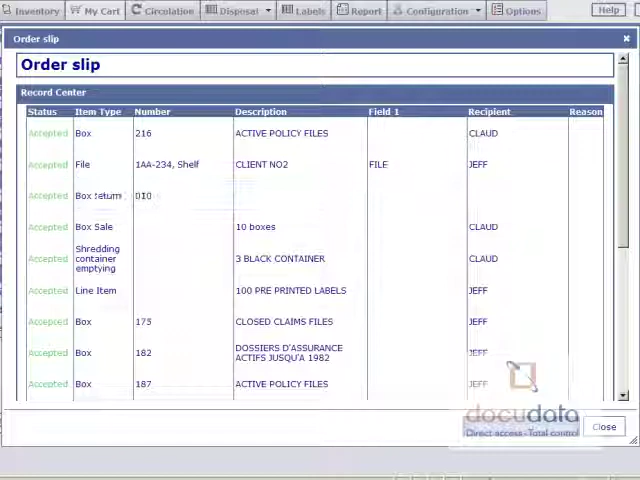 Inventory My Cart Circulation Disposal Labels Report Configuration Options Help
Order slip
Order slip
Record Center
Status Item Type Number Description Field 1 Recipient Reason
Accepted Box 216 ACTIVE POLICY FILES CLAUD
Accepted File 1AA-234, Shelf CLIENT NO2 FILE JEFF
Accepted Box return 010
Accepted Box Sale 10 boxes CLAUD
Shredding
Accepted container 3 BLACK CONTAINER CLAUD
emptying
Accepted Line Item 100 PRE PRINTED LABELS JEFF
Accepted Box 175 CLOSED CLAIMS FILES JEFF
DOSSIERS D'ASSURANCE
Accepted Box 182 JEFF
ACTIFS JUSQU'A 1982
Accepted Box 187 ACTIVE POLICY FILES JEFF
docudata
Direct access - Total control
Close